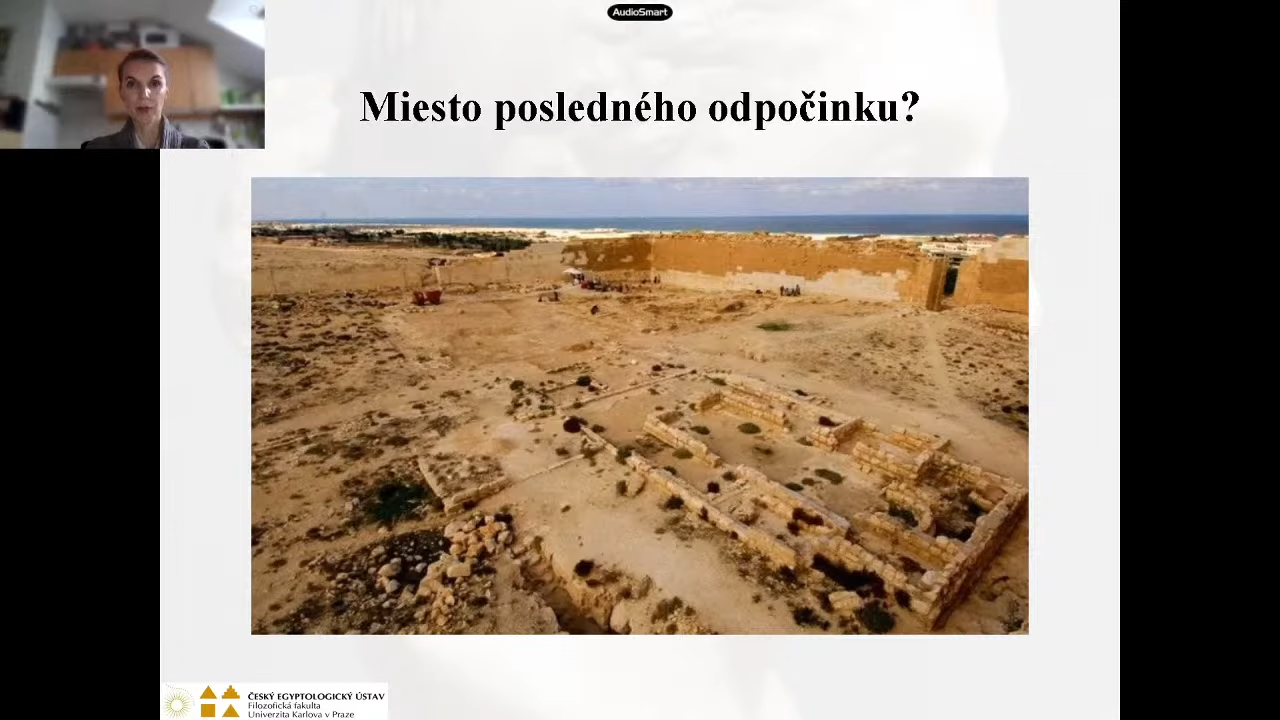 AudioSmart
Miesto posledného odpočinku?
ČESKÝ EGYPTOLOGICKÝ ÚSTAV
Filozofická fakulta
Univerzita Karlova v Praze